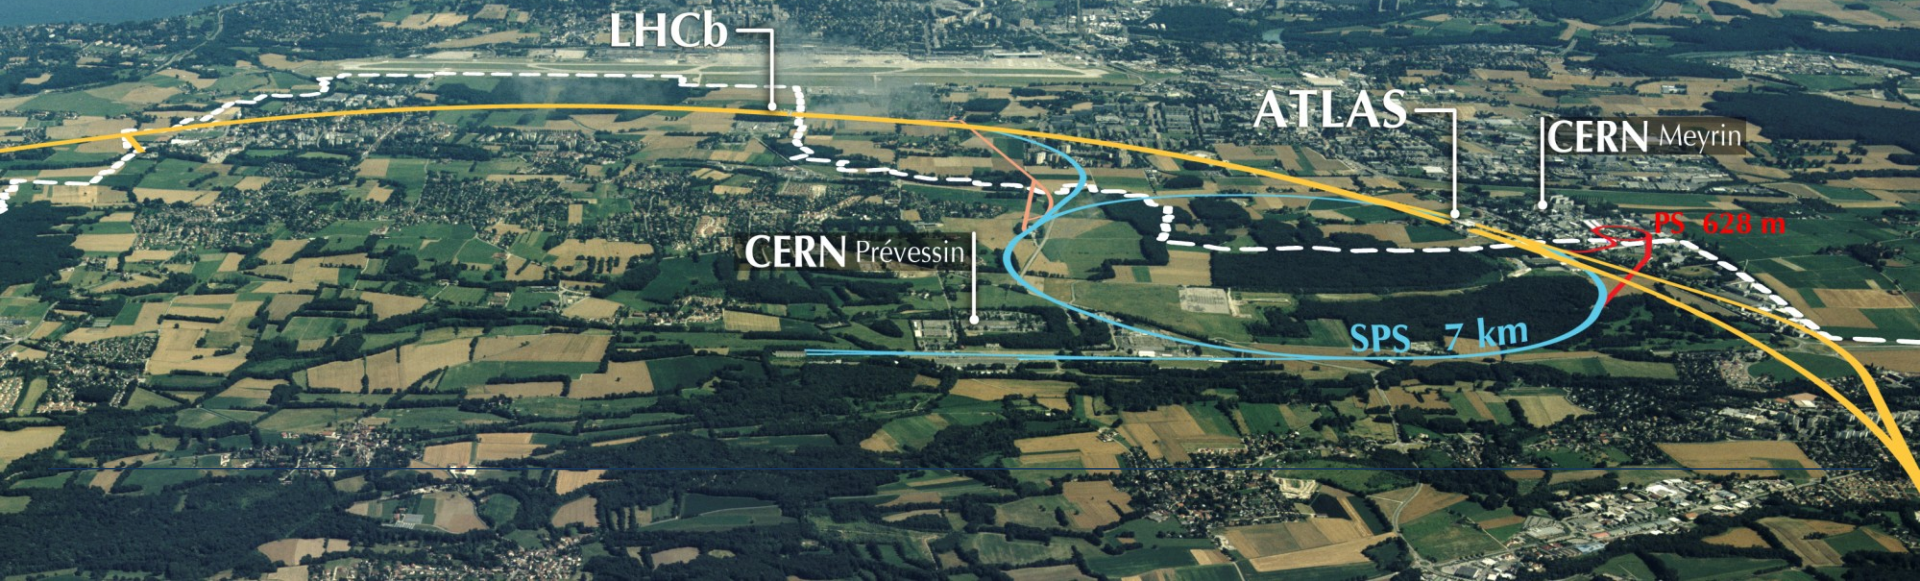 LHCb
ATLAS
CERN Meyrin
PS 628 m
CERN Prévessin
SPS 7 km